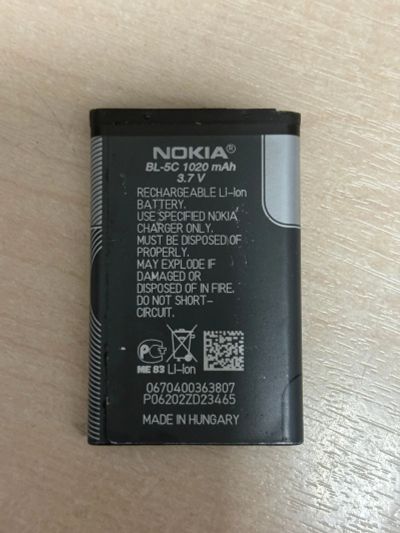 NOKIA®
BL-5C 1020 mAh
3.7 V
RECHARGEABLE Li-Ion
BATTERY.
USE SPECIFIED NOKIA
CHARGER ONLY.
MUST BE DISPOSED OF
PROPERLY.
MAY EXPLODE IF
DAMAGED OR
DISPOSED OF IN FIRE.
DO NOT SHORT-
CIRCUIT.
ME 83 Li-Ion
0670400363807
P06202ZD23465
MADE IN HUNGARY